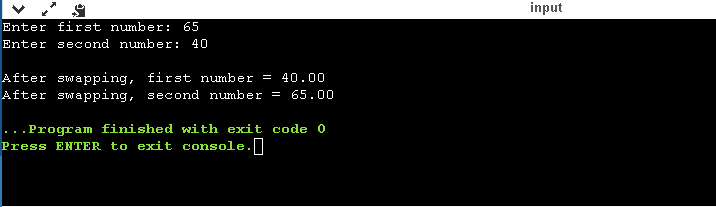 input
Enter first number: 65
Enter second number: 40
After swapping, first number = 40.00
After swapping, second number = 65.00
...Program finished with exit code 0
Press ENTER to exit console.